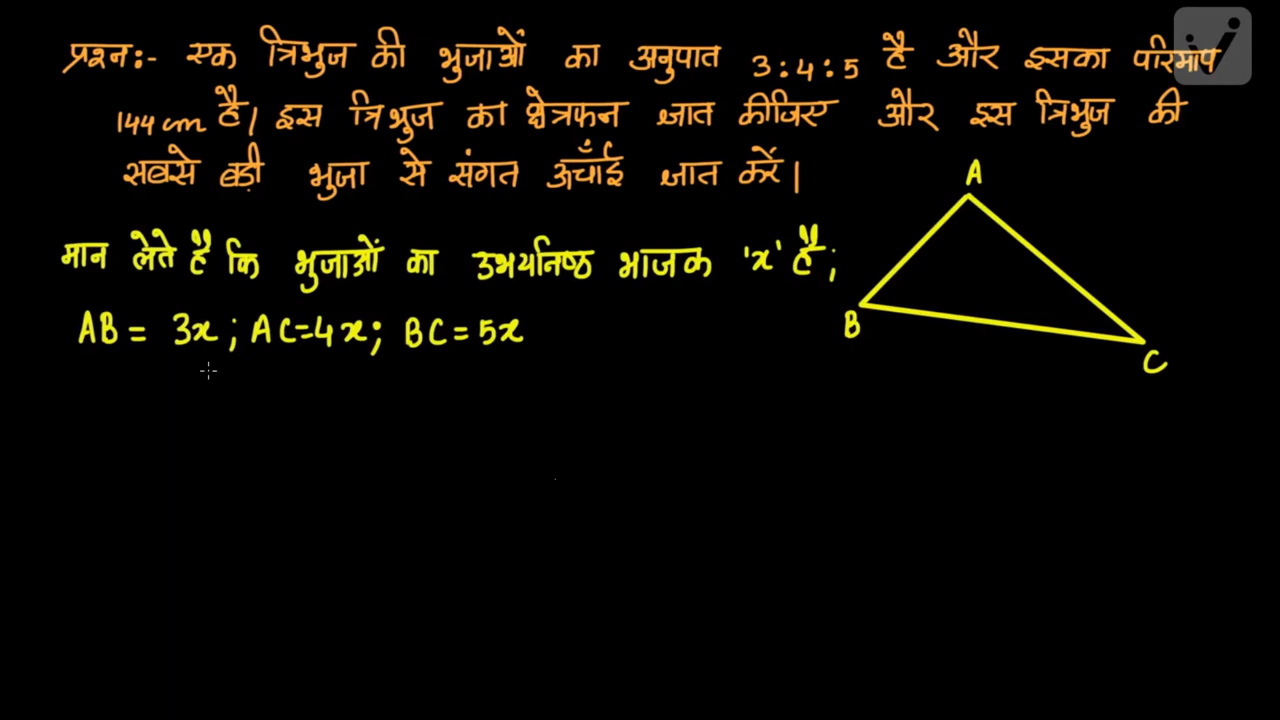 प्रश्न:- एक त्रिभुज की भुजाओं का अनुपात 3:4:5 है और इसका परिमाप
144 cm है। इस त्रिभुज का क्षेत्रफल ज्ञात कीजिए और इस त्रिभुज की
सबसे बड़ी भुजा से संगत ऊँचाई ज्ञात करें।
मान लेते हैं कि भुजाओं का उभयनिष्ठ भाजक 'x' है;
AB = 3x ; AC=4x; BC=5x
A
B
C